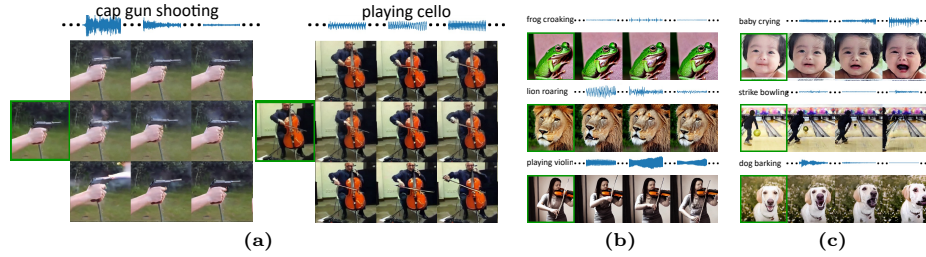 cap gun shooting
playing cello
frog croaking
lion roaring
playing violin
baby crying
strike bowling
dog barking
(a)
(b)
(c)